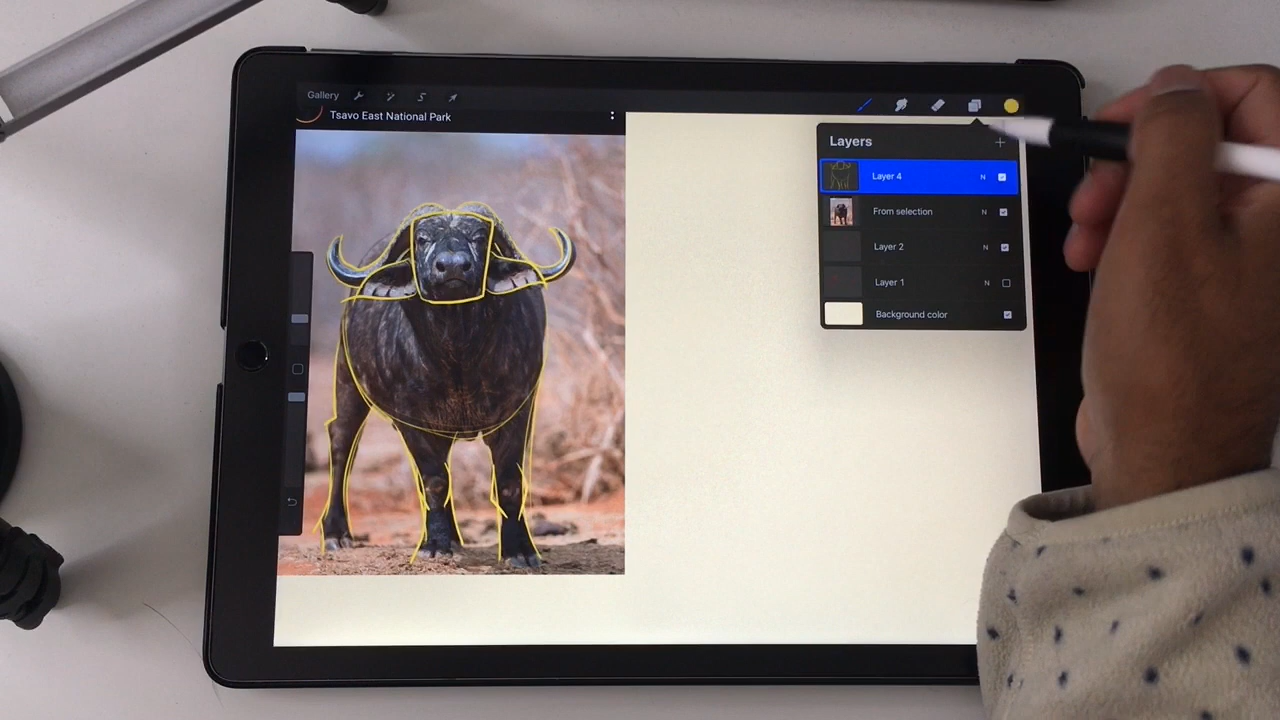 Gallery
Tsavo East National Park
Layers
Layer 4 N
From selection N
Layer 2 N
Layer 1 N
Background color